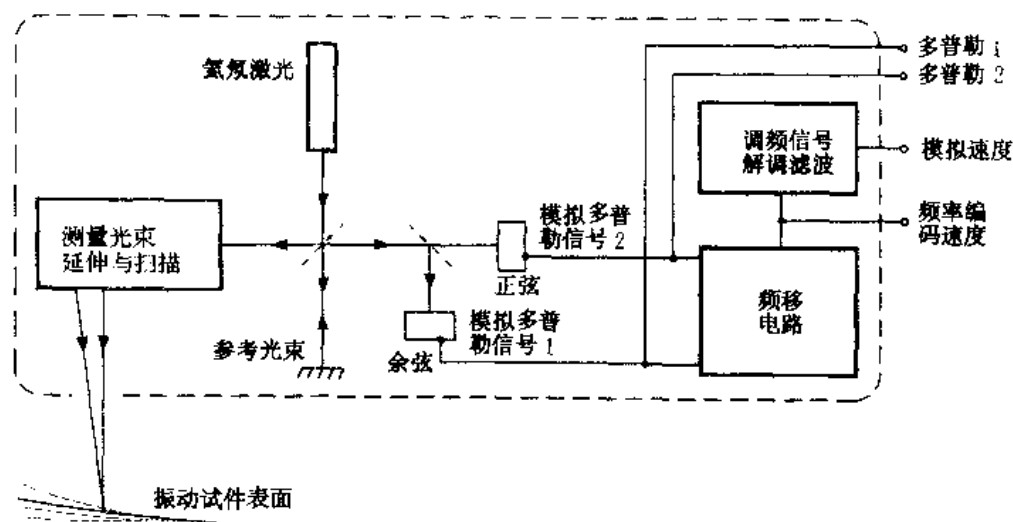 氦氖激光
多普勒 1
多普勒 2
调频信号
解调滤波
模拟速度
测量光束
延伸与扫描
模拟多普
勒信号 2
正弦
频率编
码速度
频移
电路
参考光束
模拟多普
勒信号 1
余弦
振动试件表面